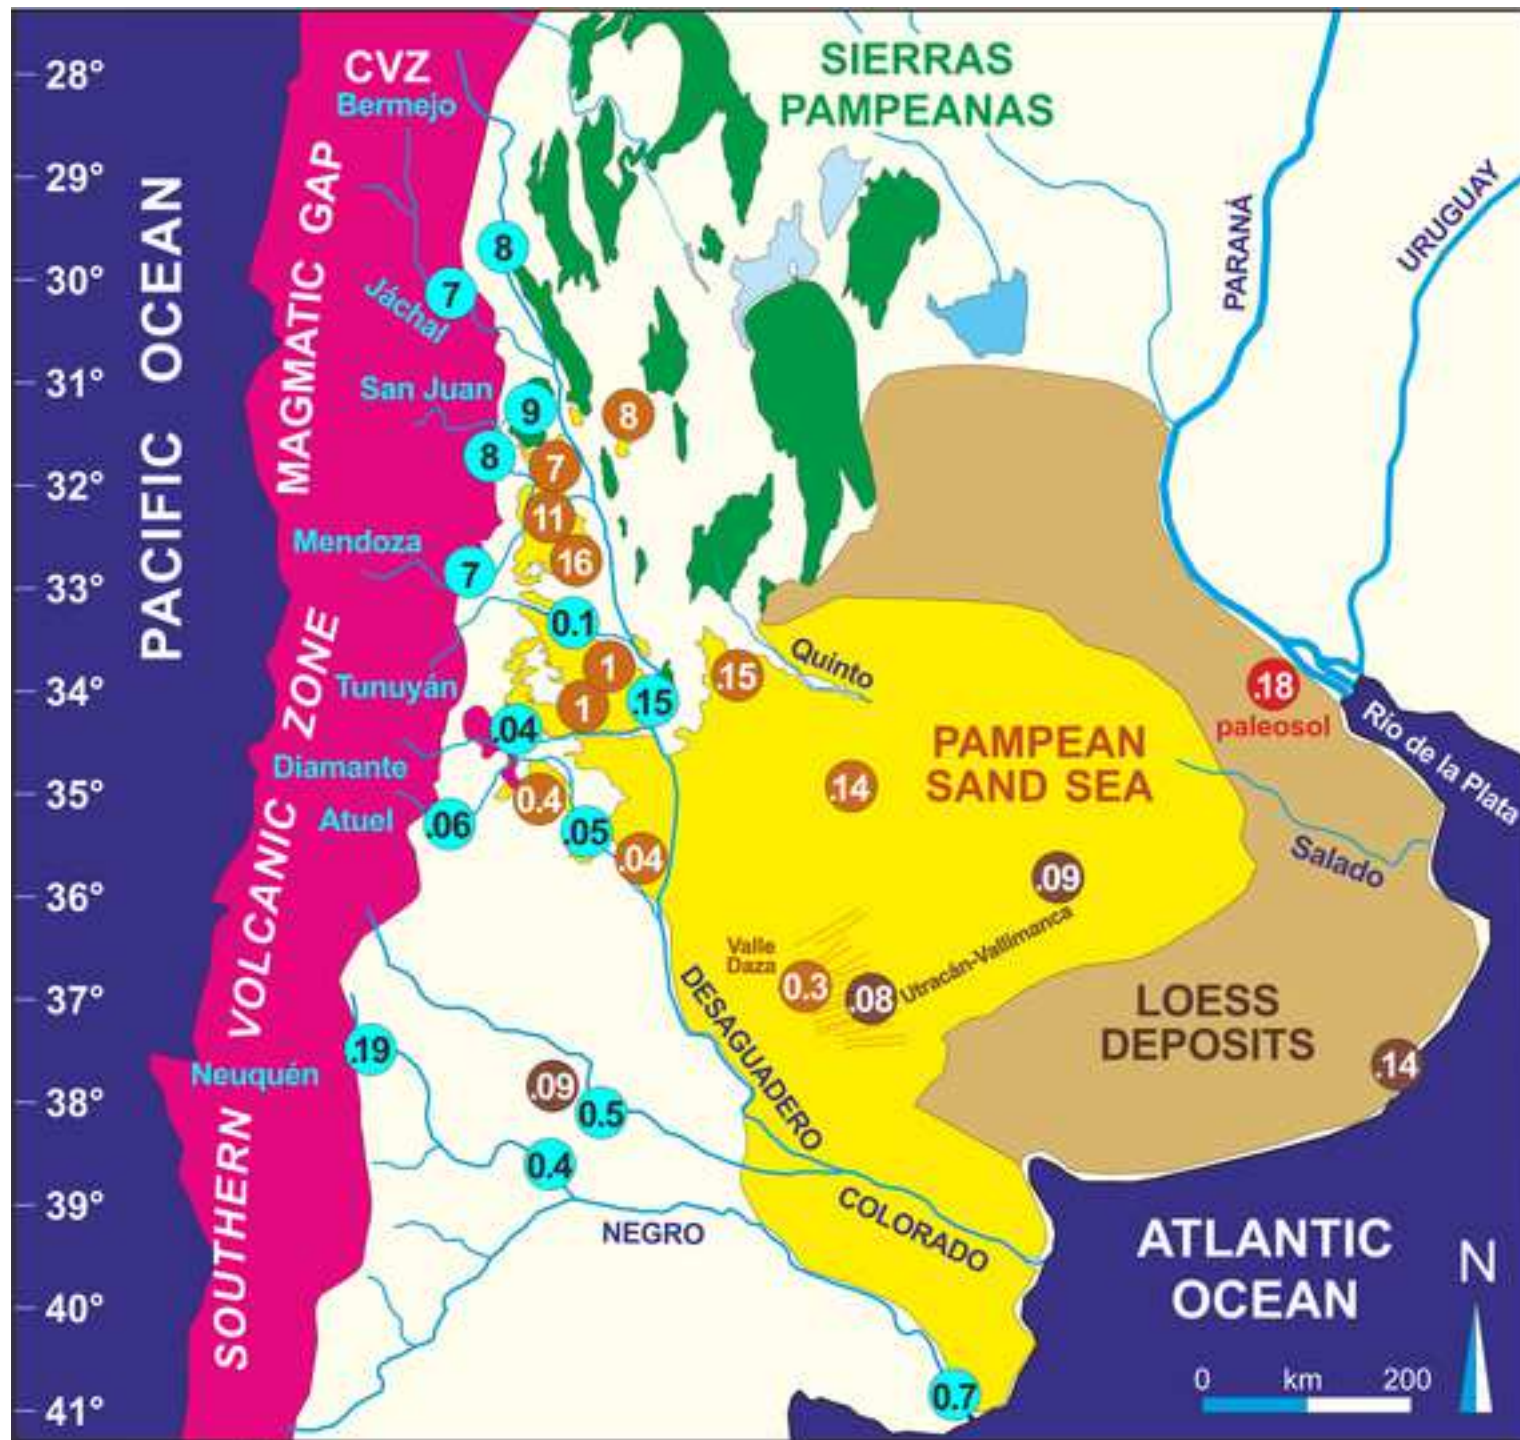 28°
29°
30°
31°
32°
33°
34°
35°
36°
37°
38°
39°
40°
41°
PACIFIC OCEAN
CVZ
MAGMATIC GAP
SOUTHERN VOLCANIC ZONE
SIERRAS
PAMPEANAS
Bermejo
Jáchal
San Juan
Mendoza
Tunuyán
Diamante
Atuel
Neuquén
PARANÁ
URUGUAY
8
7
9
8
8
7
11
16
7
0.1
1
1
.15
.15
.04
0.4
.06
.05
.04
Quinto
.18
paleosol
Río de la Plata
PAMPEAN
SAND SEA
.14
Salado
.09
Utracán-Vallimanca
Valle
Daza
0.3
.08
DESAGUADERO
LOESS
DEPOSITS
.14
.19
.09
0.5
0.4
NEGRO
COLORADO
0.7
ATLANTIC
OCEAN
N
0 km 200